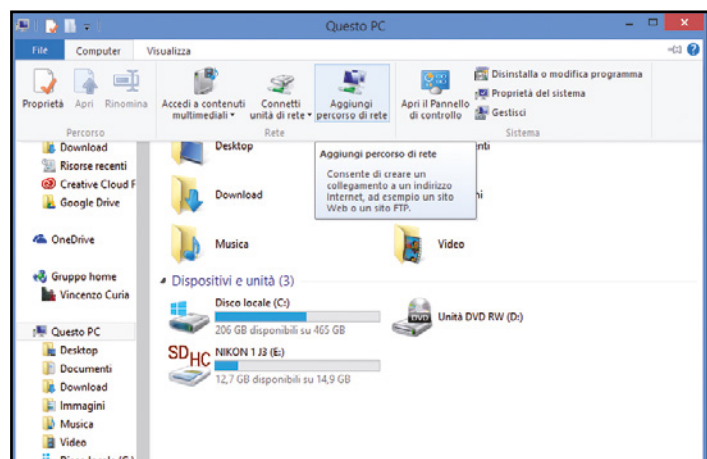 Questo PC
File Computer Visualizza
Proprietà Apri Rinomina
Accedi a contenuti multimediali
Connetti unità di rete
Aggiungi percorso di rete
Apri il Pannello di controllo
Disinstalla o modifica programma
Proprietà del sistema
Gestisci
Percorso Rete Sistema
Download
Risorse recenti
Creative Cloud F
Google Drive
OneDrive
Gruppo home
Vincenzo Curia
Questo PC
Desktop
Documenti
Download
Immagini
Musica
Video
Disco locale (C:)
Desktop
Download
Musica
Video
Aggiungi percorso di rete
Consente di creare un
collegamento a un indirizzo
Internet, ad esempio un sito
Web o un sito FTP.
Dispositivi e unità (3)
Disco locale (C:)
206 GB disponibili su 465 GB
Unità DVD RW (D:)
DVD
SDHC
NIKON 1 J3 (E:)
12,7 GB disponibili su 14,9 GB